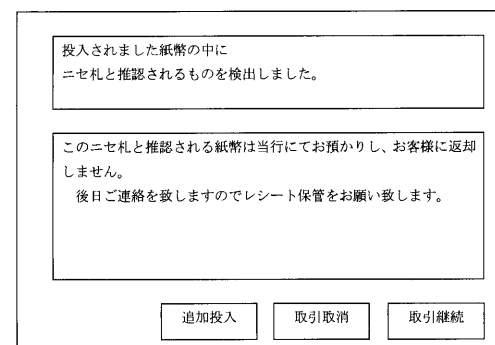 投入されました紙幣の中に
ニセ札と推認されるものを検出しました。
このニセ札と推認される紙幣は当行にてお預かりし、お客様に返却
しません。
　後日ご連絡を致しますのでレシート保管をお願い致します。
追加投入　取引取消　取引継続